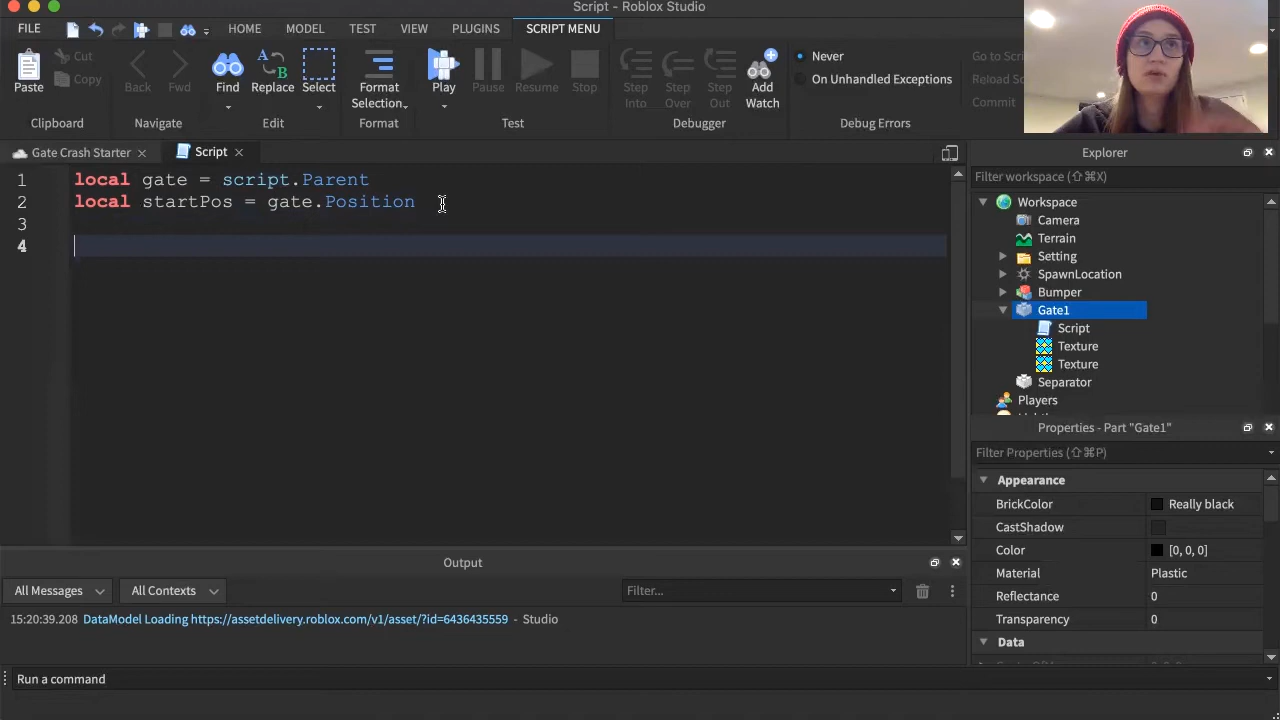 Script - Roblox Studio
FILE HOME MODEL TEST VIEW PLUGINS SCRIPT MENU
Paste
Cut
Copy
Clipboard
Back Fwd
Navigate
Find Replace Select
Edit
Format Selection
Format
Play Pause Resume Stop
Test
Step Into Step Over Step Out Add Watch
Debugger
Never
On Unhandled Exceptions
Debug Errors
Go to Sc
Reload Sc
Commit
Gate Crash Starter
Script
1 local gate = script.Parent
2 local startPos = gate.Position
3
4
Explorer
Filter workspace (⇧⌘X)
Workspace
Camera
Terrain
Setting
SpawnLocation
Bumper
Gate1
Script
Texture
Texture
Separator
Players
Properties - Part "Gate1"
Filter Properties (⇧⌘P)
Appearance
BrickColor Really black
CastShadow
Color [0, 0, 0]
Material Plastic
Reflectance 0
Transparency 0
Data
Output
All Messages All Contexts Filter...
15:20:39.208 DataModel Loading https://assetdelivery.roblox.com/v1/asset/?id=6436435559 - Studio
Run a command